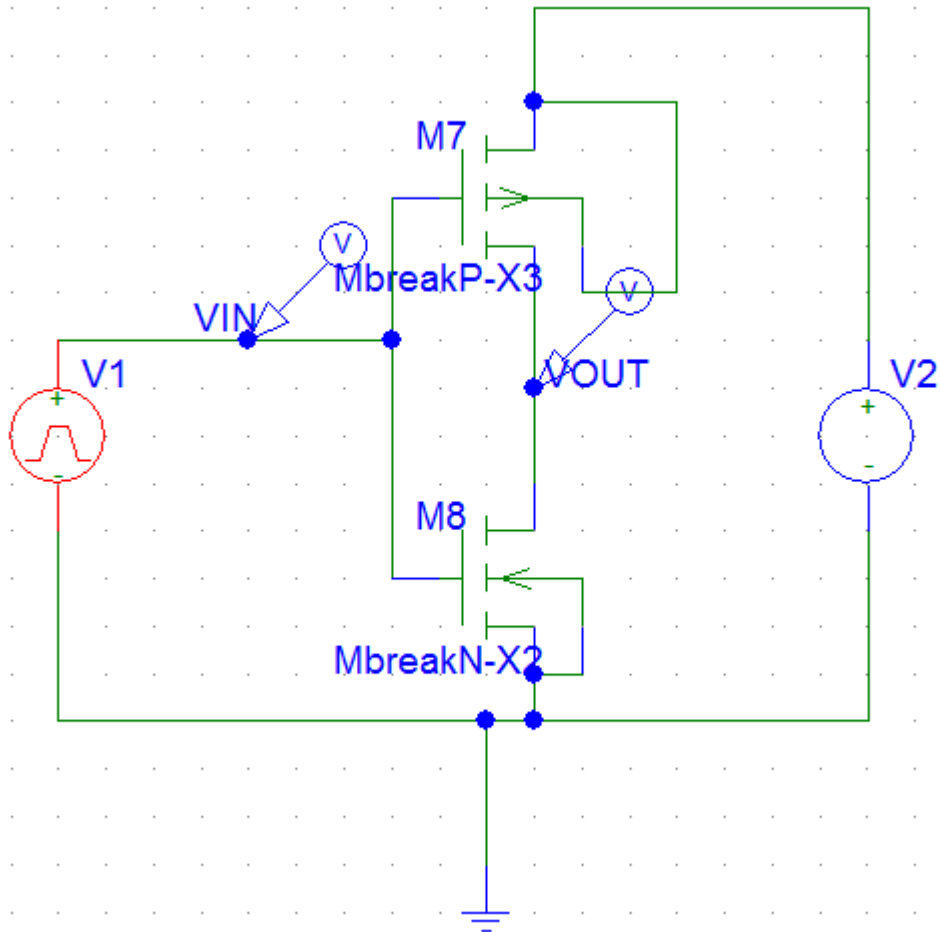 M7
V
MbreakP-X3
V
VIN
V1
VOUT
V2
+
+
-
-
M8
MbreakN-X2